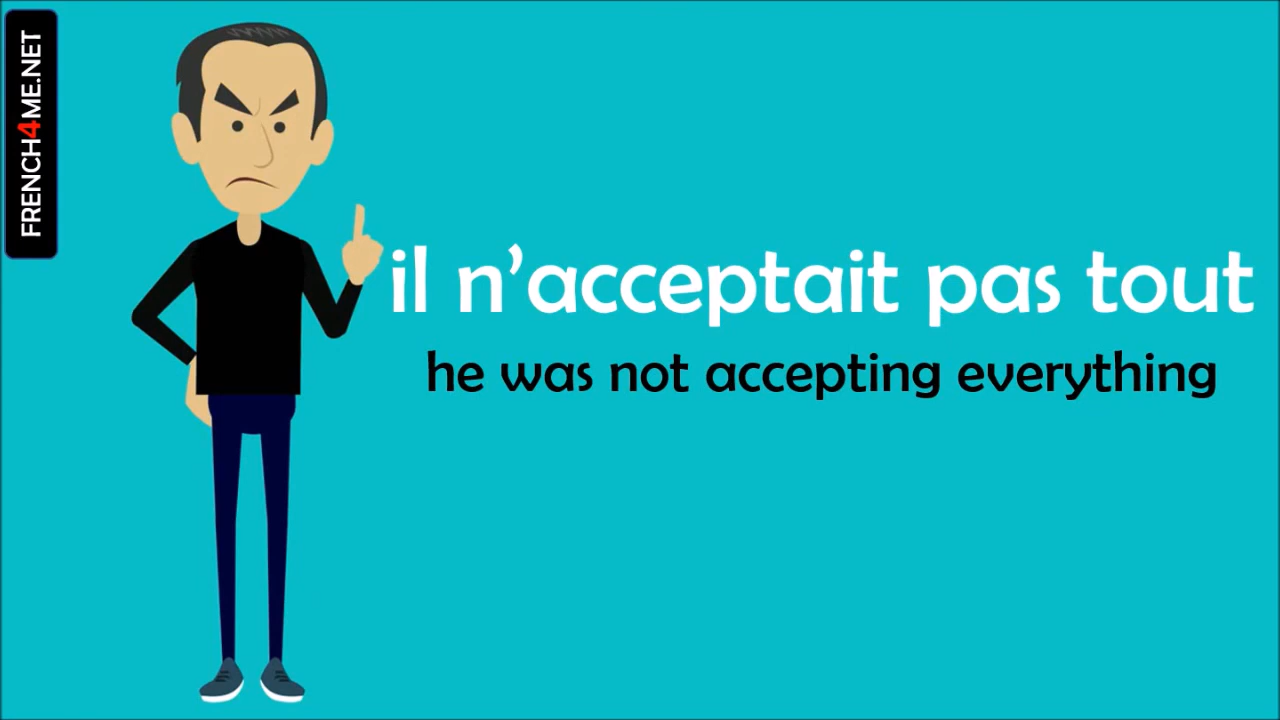 FRENCH4ME.NET
il n’acceptait pas tout
he was not accepting everything